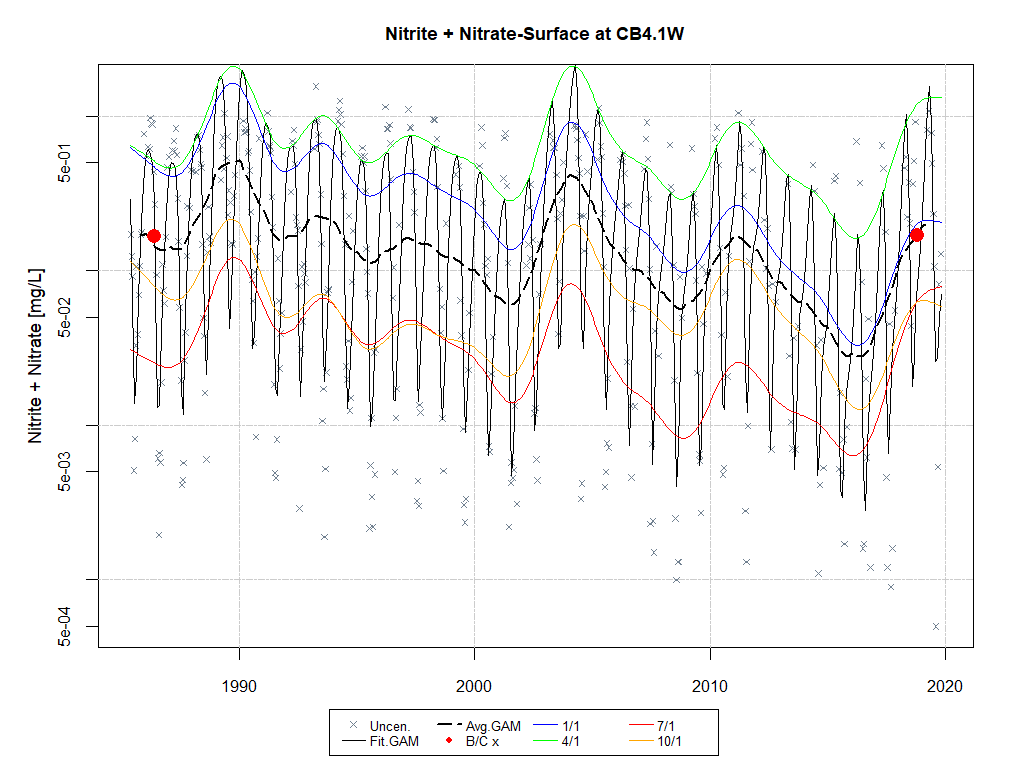 Nitrite + Nitrate-Surface at CB4.1W
Nitrite + Nitrate [mg/L]
5e-01
5e-02
5e-03
5e-04
1990 2000 2010 2020
Uncen. Avg.GAM 1/1 7/1
Fit.GAM B/C x 4/1 10/1